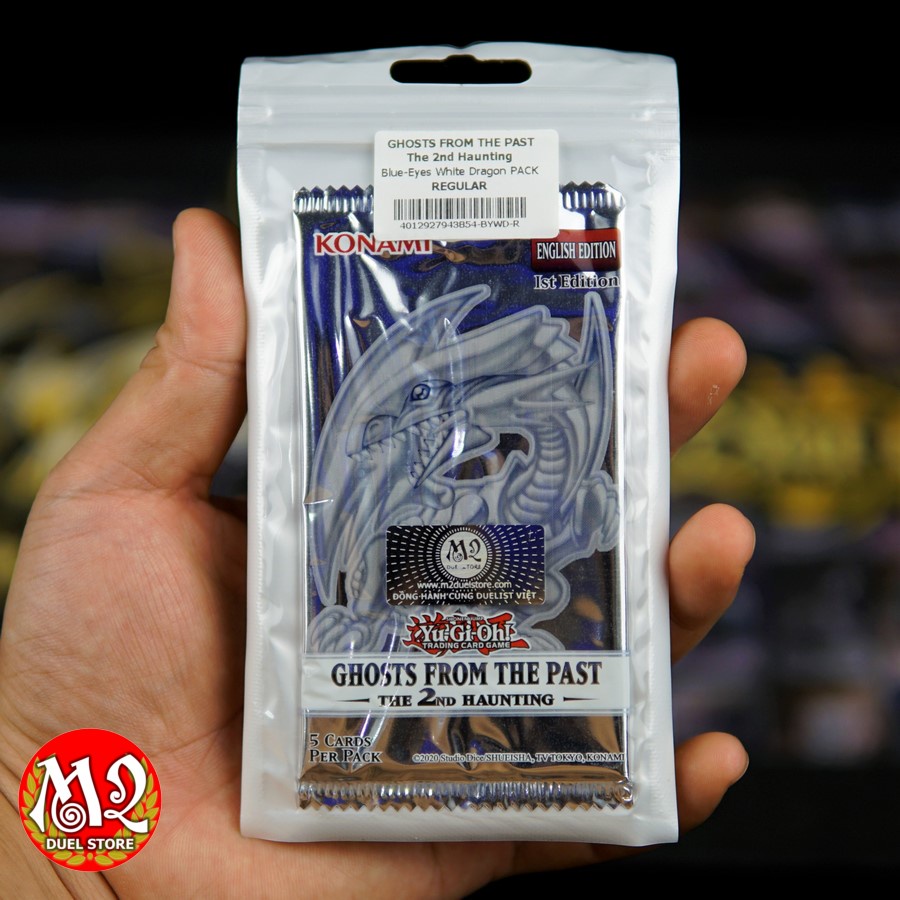 GHOSTS FROM THE PAST
The 2nd Haunting
Blue-Eyes White Dragon PACK
REGULAR
4012927943854-BYWD-R
KONAMI
ENGLISH EDITION
1st Edition
M2
DUEL STORE
www.m2duelstore.com
ĐỒNG HÀNH CÙNG DUELIST VIỆT
Yu-Gi-Oh!
TRADING CARD GAME
GHOSTS FROM THE PAST
THE 2ND HAUNTING
5 CARDS
PER PACK
©2020 Studio Dice/SHUEISHA, TV TOKYO, KONAMI
M2
DUEL STORE